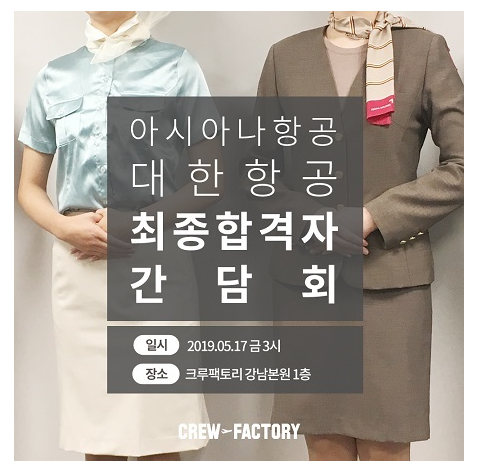 아시아나항공
대한항공
최종합격자
간담회
일시 2019.05.17 금 3시
장소 크루팩토리 강남본원 1층
CREW FACTORY